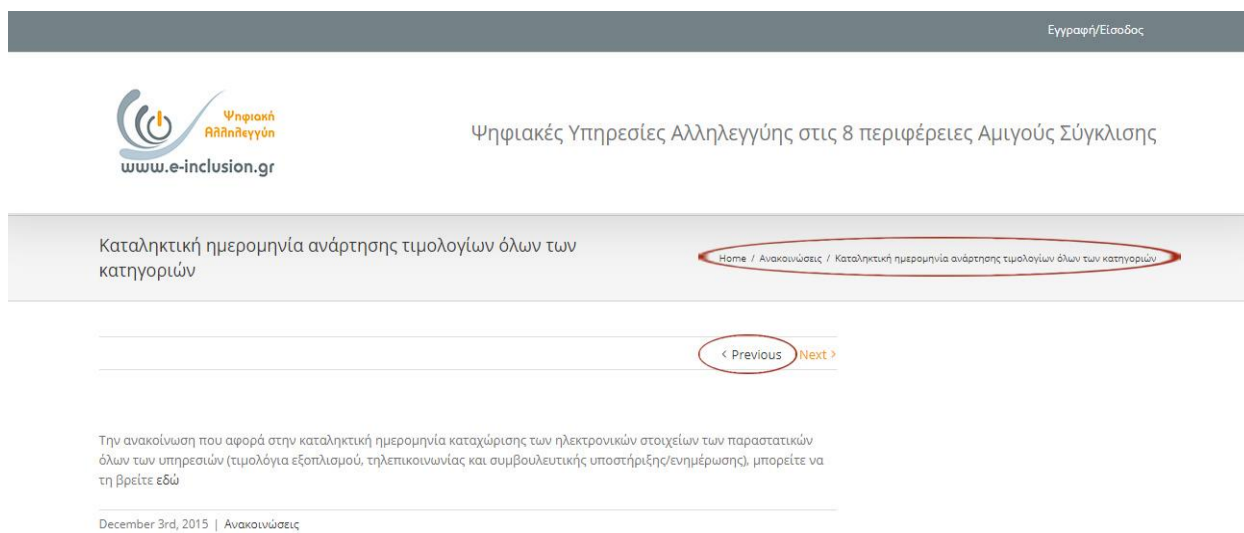 Εγγραφή/Είσοδος
Ψηφιακή
Αλληλεγγύη
www.e-inclusion.gr
Ψηφιακές Υπηρεσίες Αλληλεγγύης στις 8 περιφέρειες Αμιγούς Σύγκλισης
Καταληκτική ημερομηνία ανάρτησης τιμολογίων όλων των
κατηγοριών
Home / Ανακοινώσεις / Καταληκτική ημερομηνία ανάρτησης τιμολογίων όλων των κατηγοριών
< Previous Next >
Την ανακοίνωση που αφορά στην καταληκτική ημερομηνία καταχώρισης των ηλεκτρονικών στοιχείων των παραστατικών
όλων των υπηρεσιών (τιμολόγια εξοπλισμού, τηλεπικοινωνίας και συμβουλευτικής υποστήριξης/ενημέρωσης), μπορείτε να
τη βρείτε εδώ
December 3rd, 2015 | Ανακοινώσεις